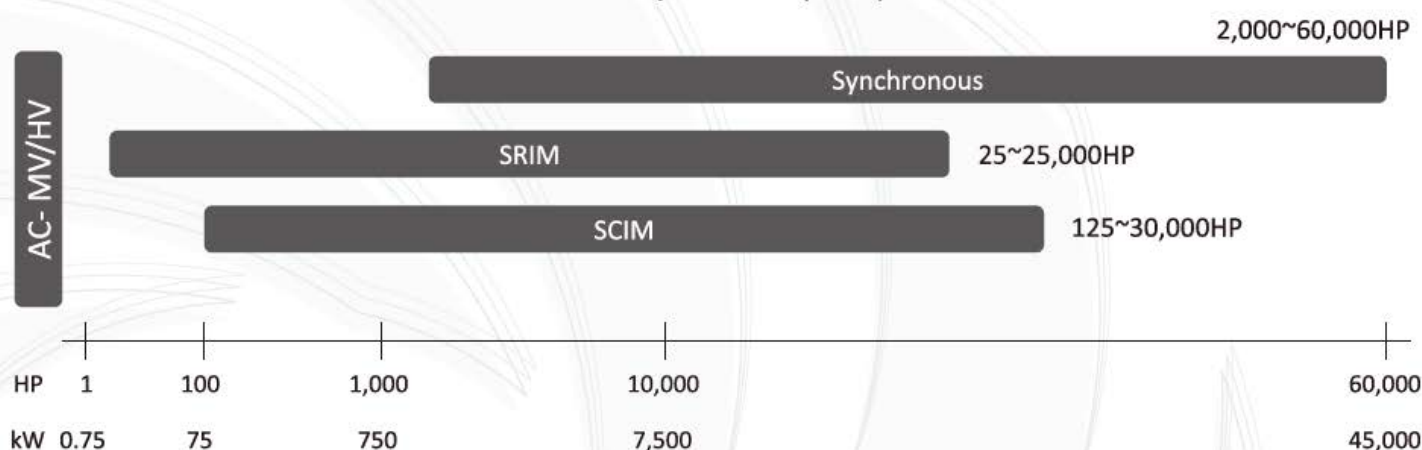 2,000~60,000HP
Synchronous
AC- MV/HV
SRIM
25~25,000HP
SCIM
125~30,000HP
HP 1 100 1,000 10,000 60,000
kW 0.75 75 750 7,500 45,000